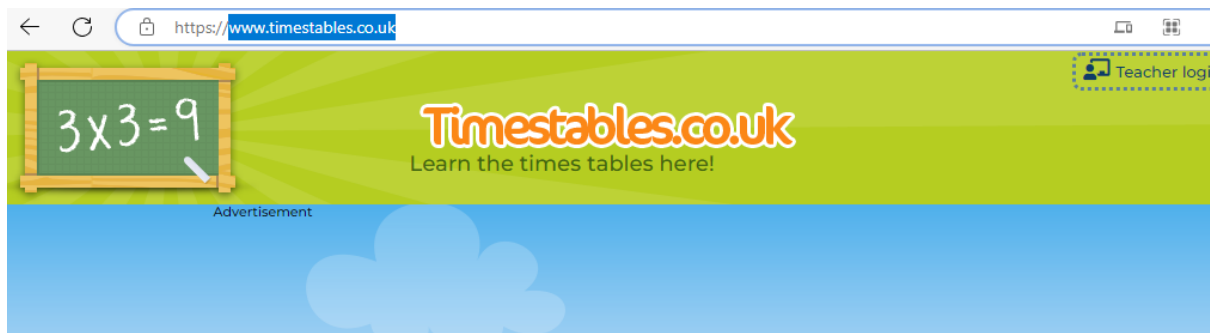 https://www.timestables.co.uk
Teacher logi
3x3=9
Timestables.co.uk
Learn the times tables here!
Advertisement